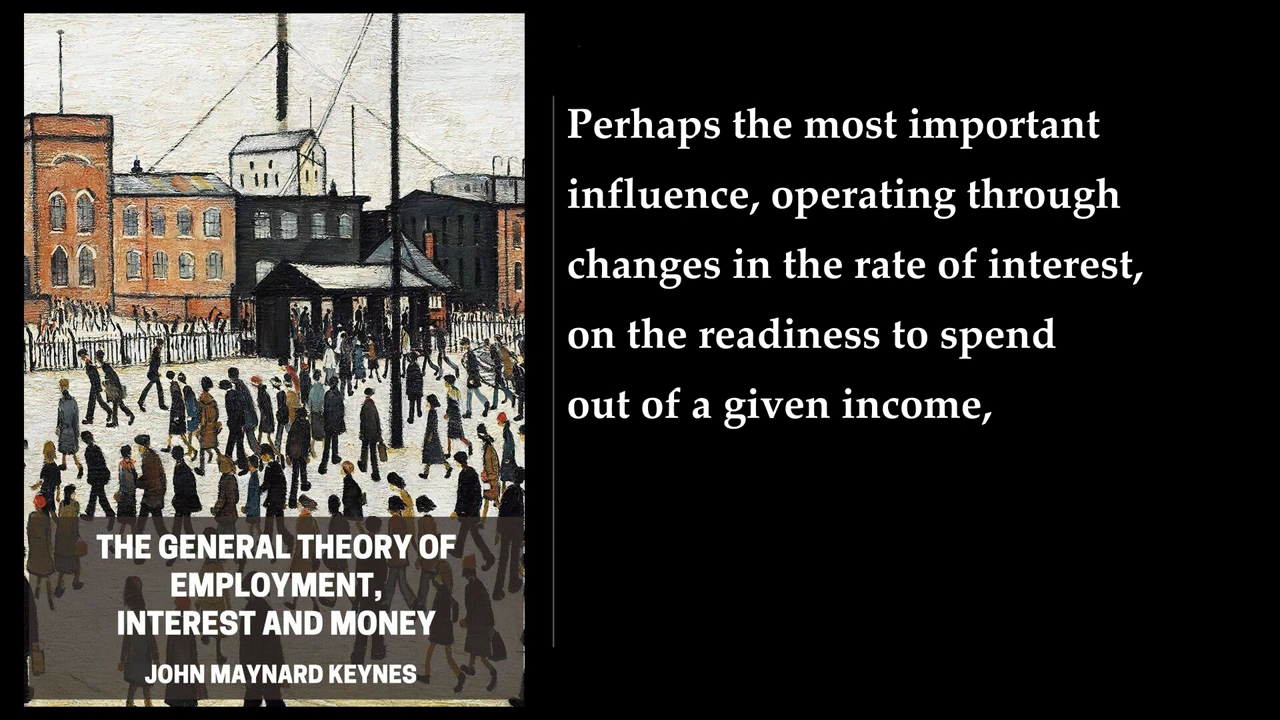 THE GENERAL THEORY OF
EMPLOYMENT,
INTEREST AND MONEY
JOHN MAYNARD KEYNES
Perhaps the most important
influence, operating through
changes in the rate of interest,
on the readiness to spend
out of a given income,